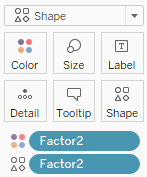 Shape
Color Size Label
Detail Tooltip Shape
Factor2
Factor2